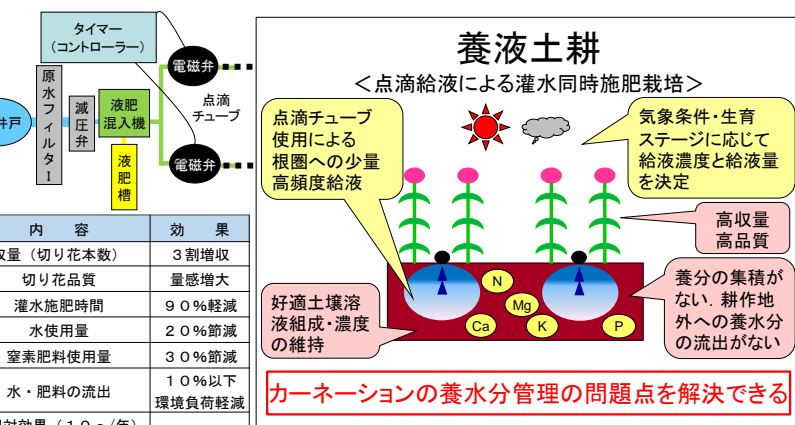 タイマー
（コントローラー）
電磁弁
点滴
チューブ
電磁弁
井戸
原水フィルター
減圧弁
液肥
混入機
液肥槽
内　容
効　果
収量（切り花本数）
３割増収
切り花品質
量感増大
灌水施肥時間
９０％軽減
水使用量
２０％節減
窒素肥料使用量
３０％節減
水・肥料の流出
１０％以下
環境負荷軽減
養液土耕
＜点滴給液による灌水同時施肥栽培＞
点滴チューブ
使用による
根圏への少量
高頻度給液
気象条件・生育
ステージに応じて
給液濃度と給液量
を決定
高収量
高品質
好適土壌溶
液組成・濃度
の維持
N
Mg
Ca
K
P
養分の集積が
ない．耕作地
外への養水分
の流出がない
カーネーションの養水分管理の問題点を解決できる